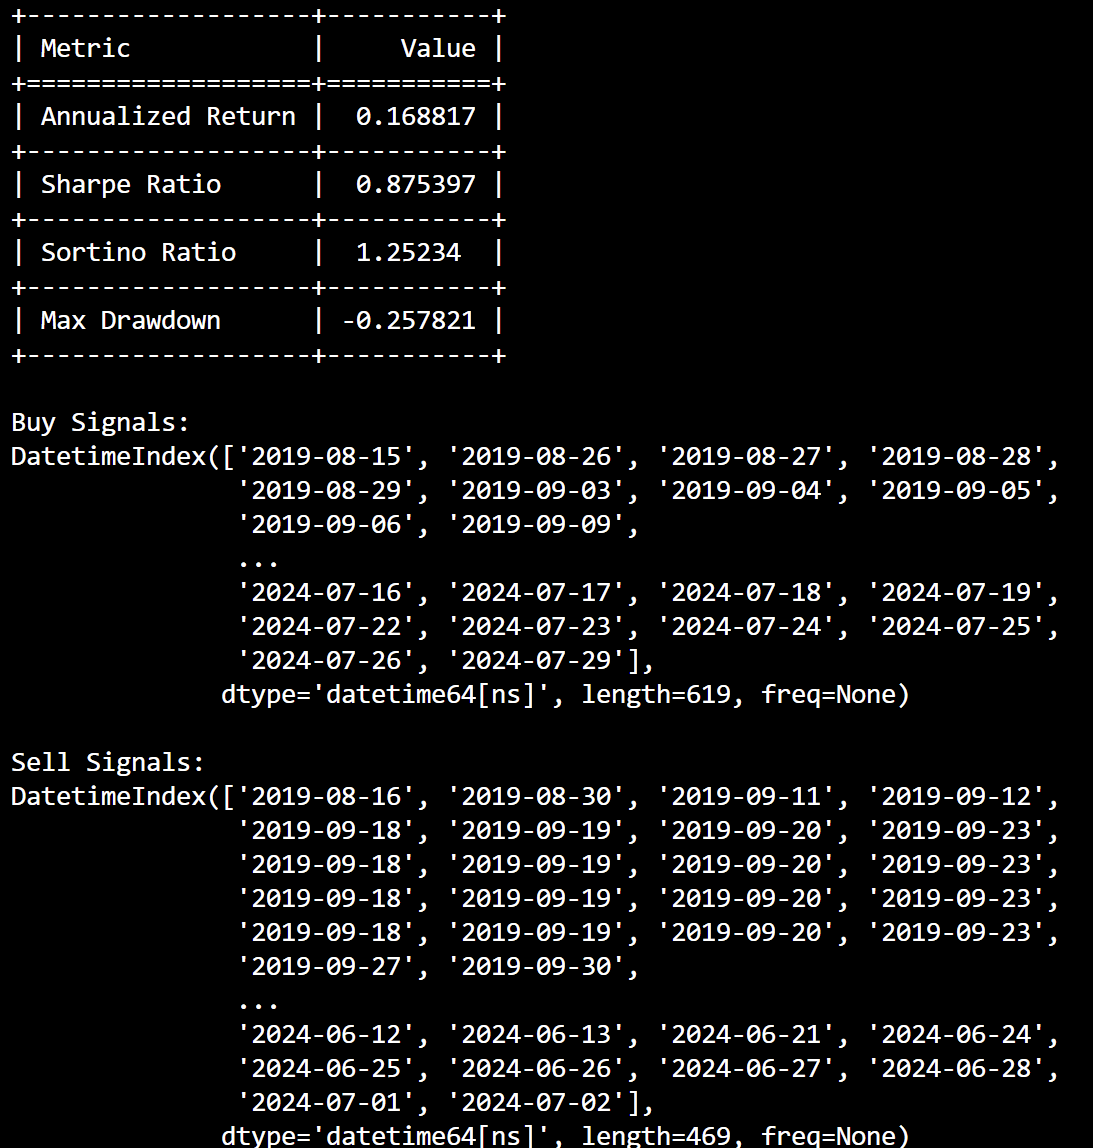 +-------------------+-----------+
| Metric            |     Value |
+===================+===========+
| Annualized Return |  0.168817 |
+-------------------+-----------+
| Sharpe Ratio      |  0.875397 |
+-------------------+-----------+
| Sortino Ratio     |  1.25234  |
+-------------------+-----------+
| Max Drawdown      | -0.257821 |
+-------------------+-----------+
Buy Signals:
DatetimeIndex(['2019-08-15', '2019-08-26', '2019-08-27', '2019-08-28',
'2019-08-29', '2019-09-03', '2019-09-04', '2019-09-05',
'2019-09-06', '2019-09-09',
...
'2024-07-16', '2024-07-17', '2024-07-18', '2024-07-19',
'2024-07-22', '2024-07-23', '2024-07-24', '2024-07-25',
'2024-07-26', '2024-07-29'],
dtype='datetime64[ns]', length=619, freq=None)
Sell Signals:
DatetimeIndex(['2019-08-16', '2019-08-30', '2019-09-11', '2019-09-12',
'2019-09-18', '2019-09-19', '2019-09-20', '2019-09-23',
'2019-09-18', '2019-09-19', '2019-09-20', '2019-09-23',
'2019-09-18', '2019-09-19', '2019-09-20', '2019-09-23',
'2019-09-18', '2019-09-19', '2019-09-20', '2019-09-23',
'2019-09-27', '2019-09-30',
...
'2024-06-12', '2024-06-13', '2024-06-21', '2024-06-24',
'2024-06-25', '2024-06-26', '2024-06-27', '2024-06-28',
'2024-07-01', '2024-07-02'],
dtype='datetime64[ns]', length=469, freq=None)